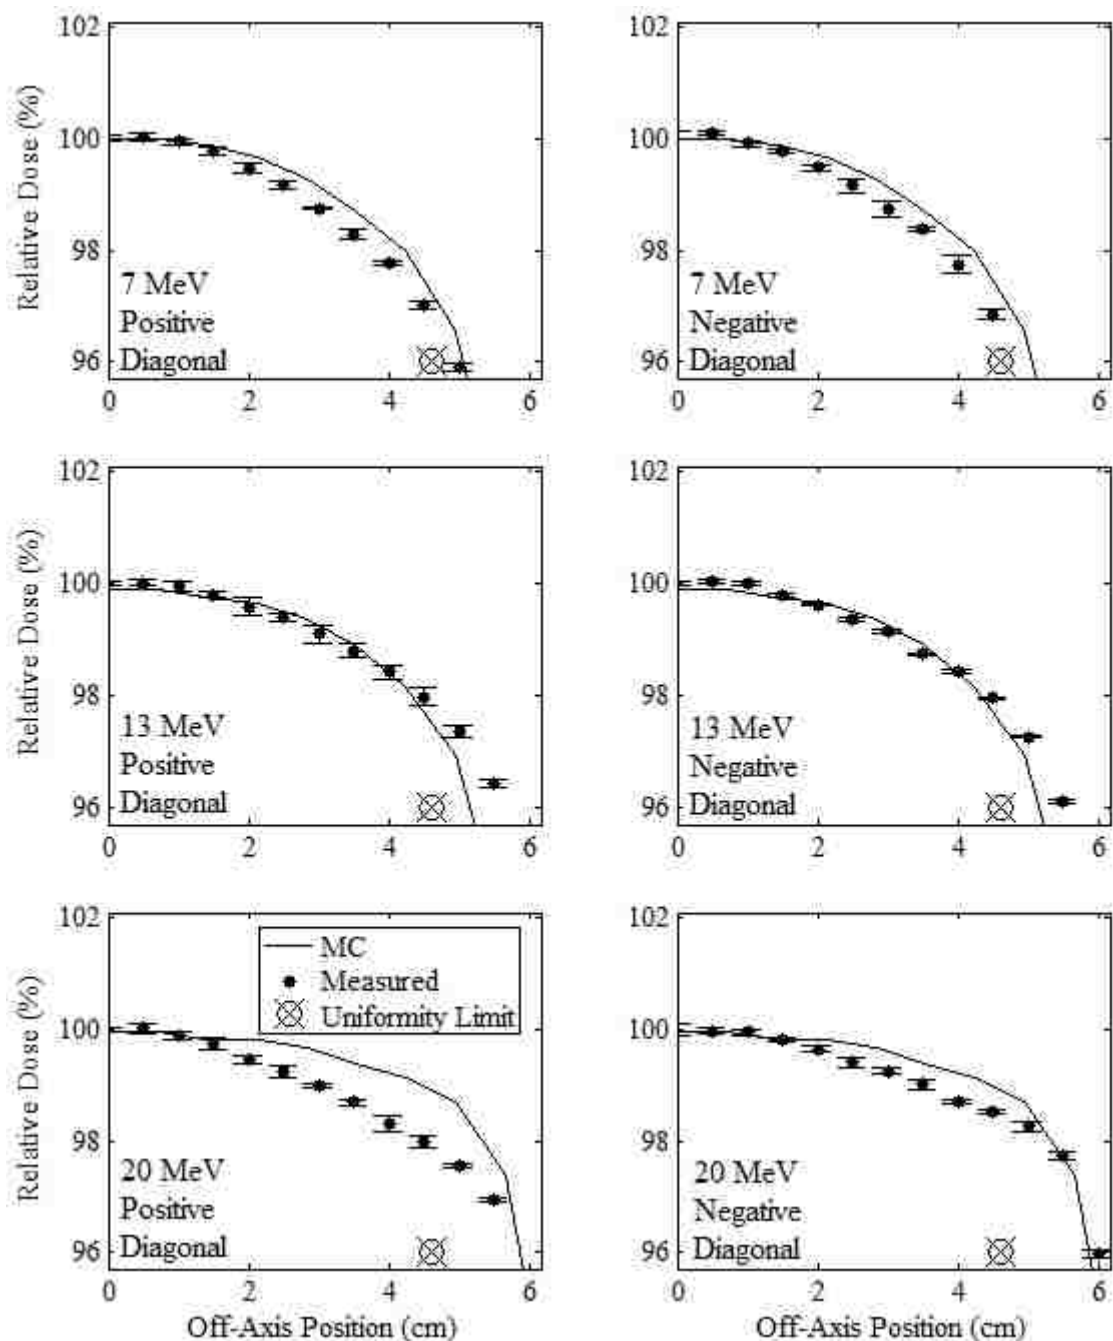 102
100
98
96
Relative Dose (%)
7 MeV
Positive
Diagonal
0 2 4 6
102
100
98
96
7 MeV
Negative
Diagonal
0 2 4 6
102
100
98
96
Relative Dose (%)
13 MeV
Positive
Diagonal
0 2 4 6
102
100
98
96
13 MeV
Negative
Diagonal
0 2 4 6
102
100
98
96
Relative Dose (%)
MC
Measured
Uniformity Limit
20 MeV
Positive
Diagonal
0 2 4 6
Off-Axis Position (cm)
102
100
98
96
20 MeV
Negative
Diagonal
0 2 4 6
Off-Axis Position (cm)